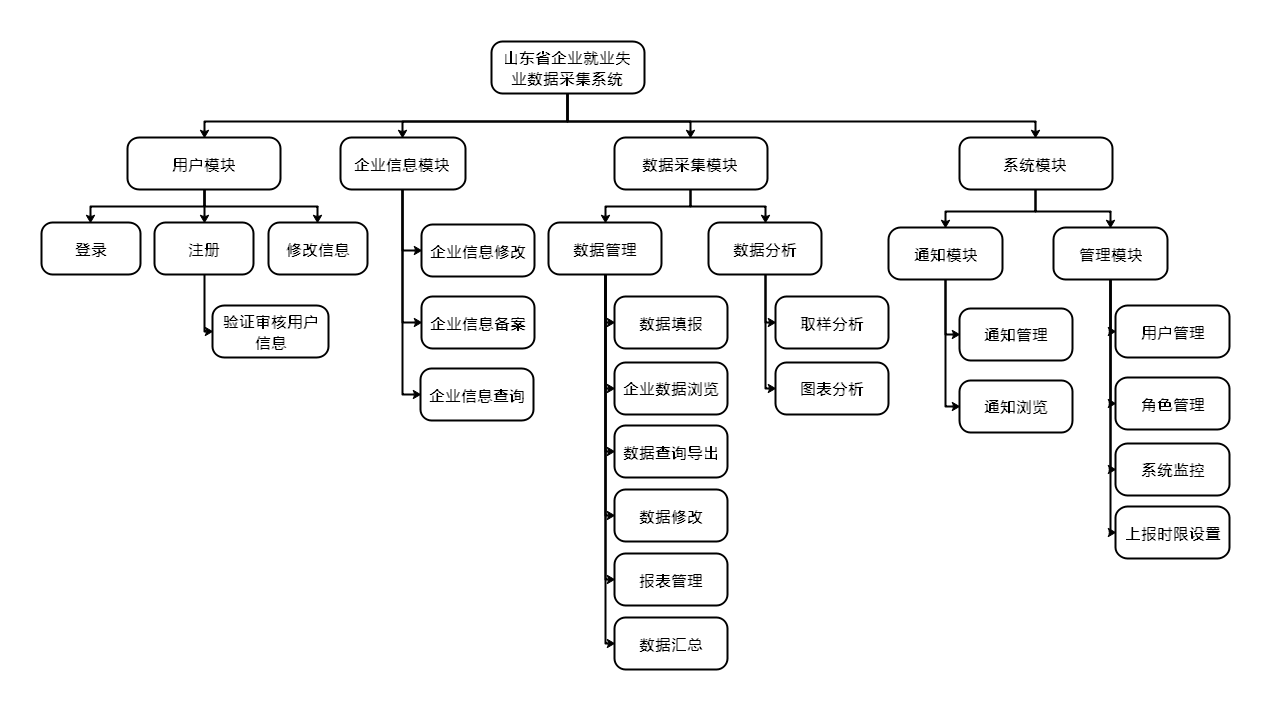 山东省企业就业失
业数据采集系统
用户模块
企业信息模块
数据采集模块
系统模块
登录
注册
修改信息
验证审核用户
信息
企业信息修改
企业信息备案
企业信息查询
数据管理
数据分析
数据填报
企业数据浏览
数据查询导出
数据修改
报表管理
数据汇总
取样分析
图表分析
通知模块
管理模块
通知管理
通知浏览
用户管理
角色管理
系统监控
上报时限设置